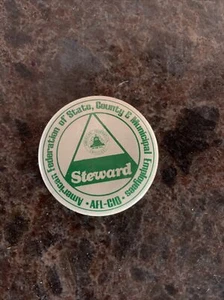 American Federation of State, County & Municipal Employees
• AFL-CIO •
Steward